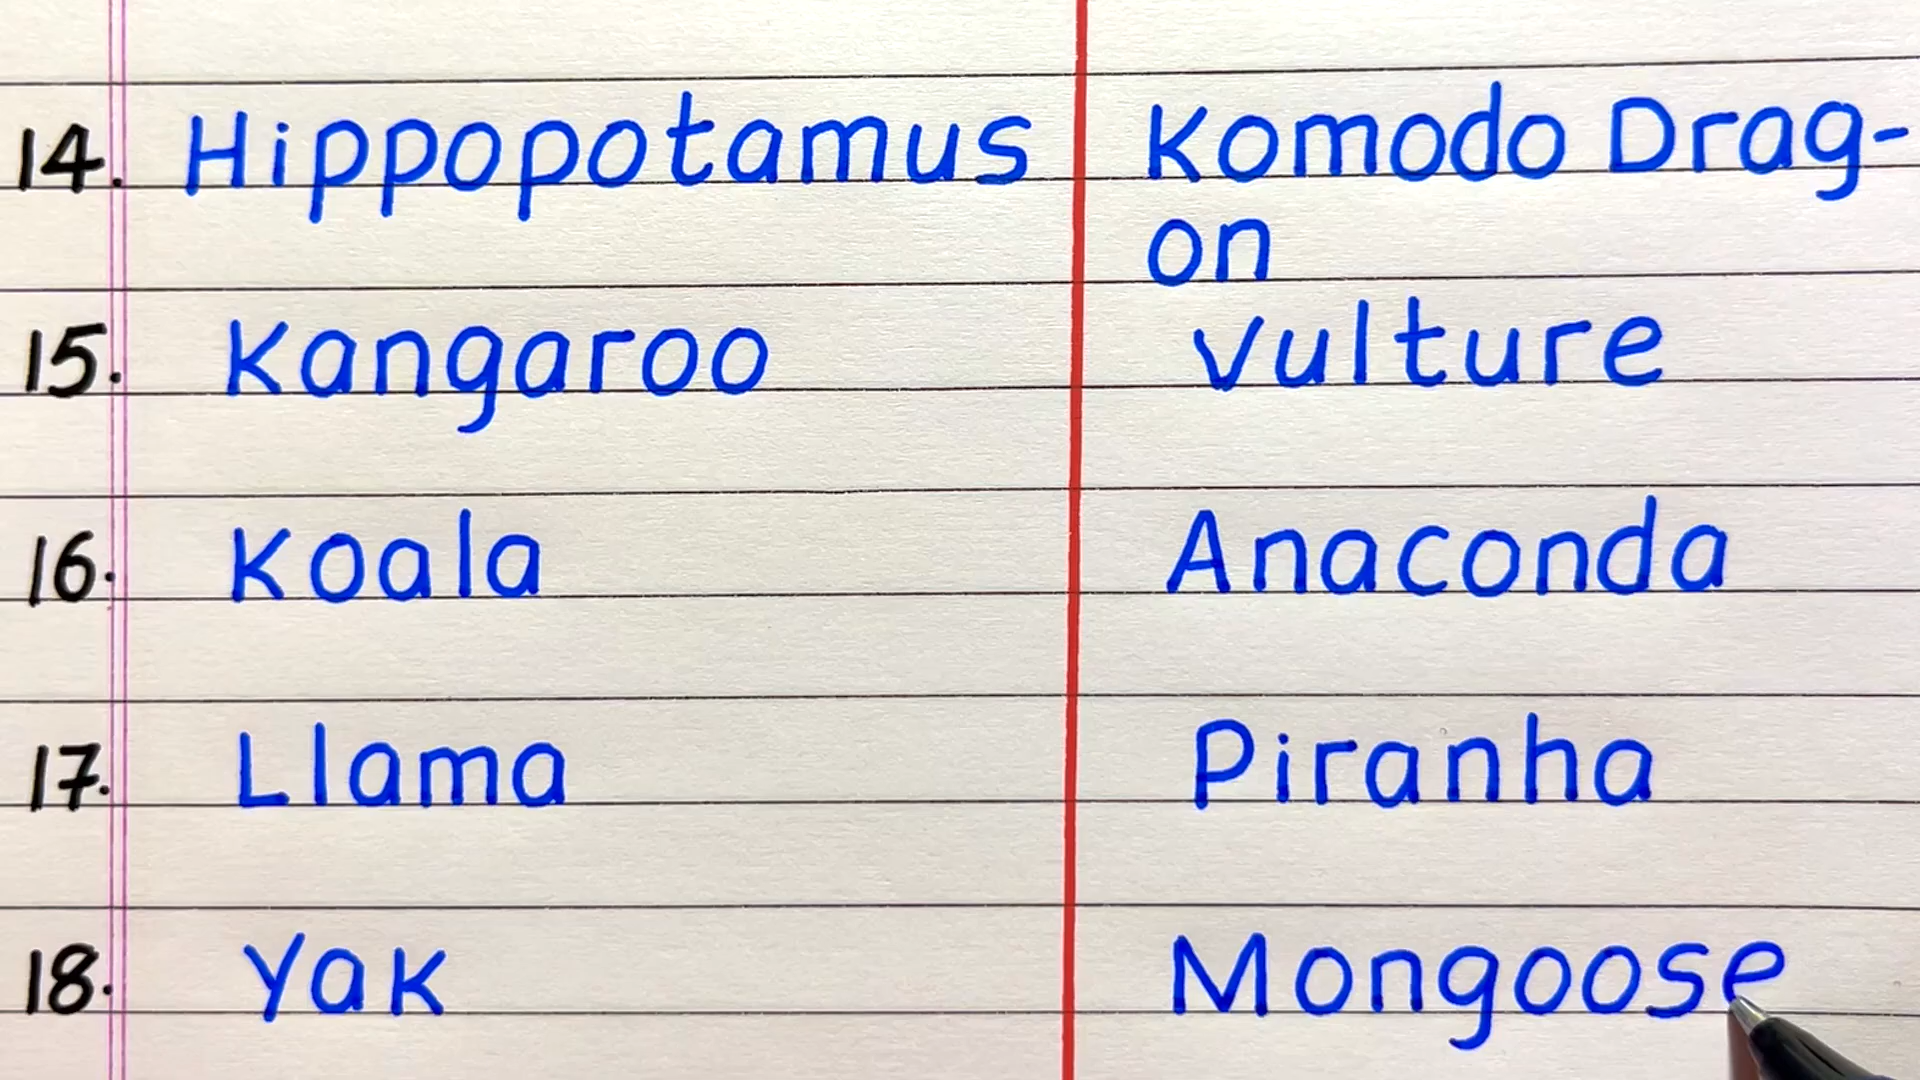 14. Hippopotamus Komodo Drag-
on
15. Kangaroo Vulture
16. Koala Anaconda
17. Llama Piranha
18. Yak Mongoose